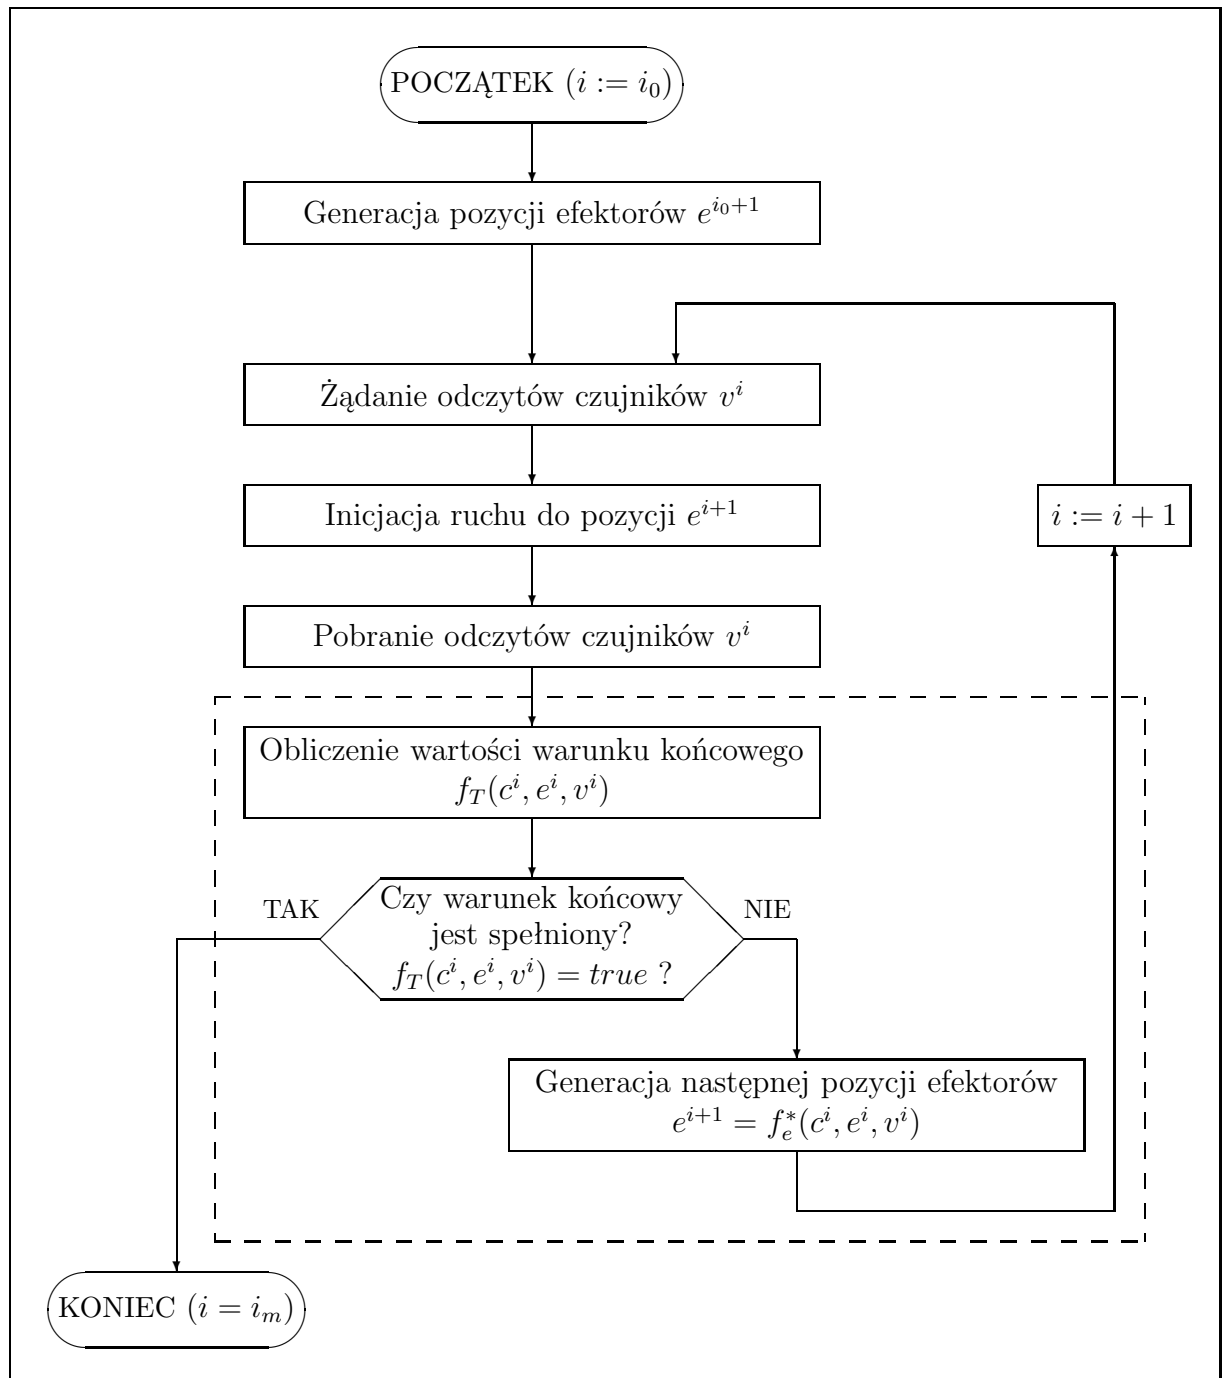 POCZĄTEK (i := i₀)
Generacja pozycji efektorów e^{i₀+1}
Żądanie odczytów czujników v^i
Inicjacja ruchu do pozycji e^{i+1}
i := i + 1
Pobranie odczytów czujników v^i
Obliczenie wartości warunku końcowego
f_T(c^i, e^i, v^i)
TAK
Czy warunek końcowy
jest spełniony?
f_T(c^i, e^i, v^i) = true ?
NIE
Generacja następnej pozycji efektorów
e^{i+1} = f_e^*(c^i, e^i, v^i)
KONIEC (i = i_m)